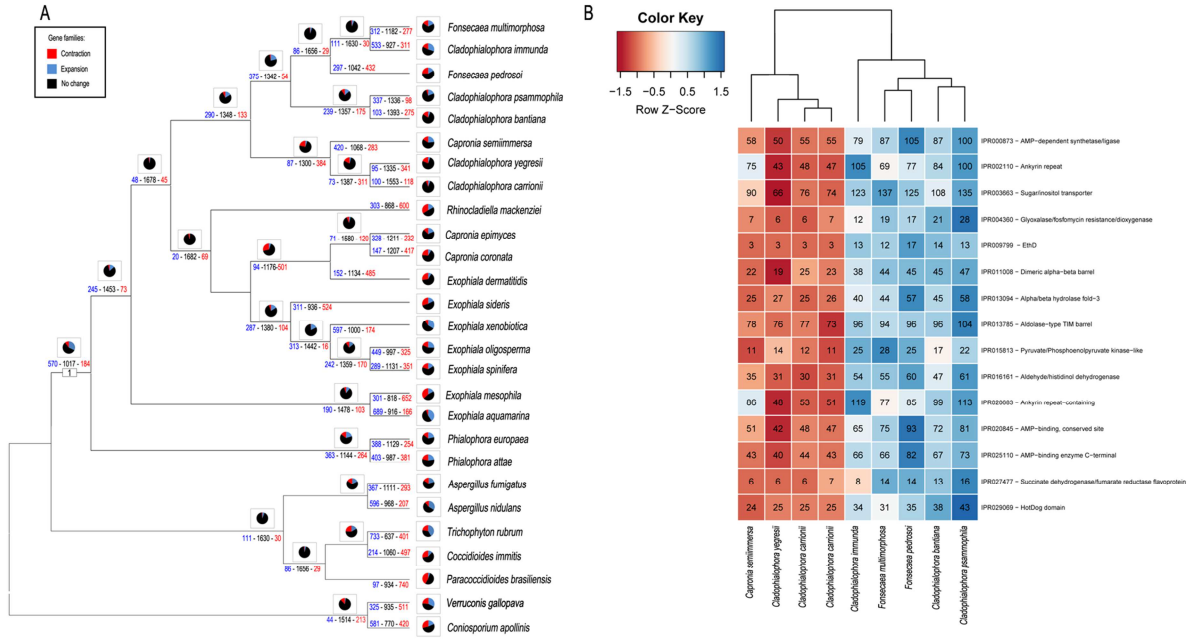 A
Gene families:
Contraction
Expansion
No change
312 - 1182 - 277
Fonsecaea multimorphosa
111 - 1630 - 30
86 - 1656 - 29
533 - 927 - 311
Cladophialophora immunda
375 - 1342 - 54
297 - 1042 - 432
Fonsecaea pedrosoi
337 - 1336 - 98
Cladophialophora psammophila
290 - 1348 - 133
239 - 1357 - 175
103 - 1393 - 275
Cladophialophora bantiana
420 - 1068 - 283
Capronia semiimmersa
87 - 1300 - 384
95 - 1335 - 341
Cladophialophora yegresii
48 - 1678 - 45
73 - 1387 - 311
100 - 1553 - 118
Cladophialophora carrionii
303 - 868 - 600
Rhinocladiella mackenziei
71 - 1680 - 120
328 - 1211 - 232
Capronia epimyces
20 - 1682 - 69
147 - 1207 - 417
Capronia coronata
94 -1176-501
152 - 1134 - 485
Exophiala dermatitidis
245 - 1453 - 73
311 - 936 - 524
Exophiala sideris
287 - 1380 - 104
597 - 1000 - 174
Exophiala xenobiotica
313 - 1442 - 16
449 - 997 - 325
Exophiala oligosperma
242 - 1359 - 170
289 - 1131 - 351
Exophiala spinifera
570 - 1017 - 184
1
301 - 818 - 652
Exophiala mesophila
190 - 1478 - 103
689 - 916 - 166
Exophiala aquamarina
388 - 1129 - 254
Phialophora europaea
363 - 1144 - 264
403 - 987 - 381
Phialophora attae
367 - 1111 - 293
Aspergillus fumigatus
596 - 968 - 207
Aspergillus nidulans
111 - 1630 - 30
733 - 637 - 401
Trichophyton rubrum
86 - 1656 - 29
214 - 1060 - 497
Coccidioides immitis
97 - 934 - 740
Paracoccidioides brasiliensis
325 - 935 - 511
Verruconis gallopava
44 - 1514 - 213
581 - 770 - 420
Coniosporium apollinis
B
Color Key
−1.5 −0.5 0.5 1.5
Row Z−Score
58 50 55 55 79 87 105 87 100 IPR000873 − AMP−dependent synthetase/ligase
75 43 48 47 105 69 77 84 100 IPR002110 − Ankyrin repeat
90 66 76 74 123 137 125 108 135 IPR003663 − Sugar/inositol transporter
7 6 6 7 12 19 17 21 28 IPR004360 − Glyoxalase/fosfomycin resistance/dioxygenase
3 3 3 3 13 12 17 14 13 IPR009799 − EthD
22 19 25 23 38 44 45 45 47 IPR011008 − Dimeric alpha−beta barrel
25 27 25 26 40 44 57 45 58 IPR013094 − Alpha/beta hydrolase fold−3
78 76 77 73 96 94 96 96 104 IPR013785 − Aldolase−type TIM barrel
11 14 12 11 25 28 25 17 22 IPR015813 − Pyruvate/Phosphoenolpyruvate kinase−like
35 31 30 31 54 55 60 47 61 IPR016161 − Aldehyde/histidinol dehydrogenase
119 77 99 Ankyrin repeat−containing
51 42 48 47 65 75 93 72 81 IPR020845 − AMP−binding, conserved site
43 40 44 43 66 66 82 67 73 IPR025110 − AMP−binding enzyme C−terminal
6 6 6 7 8 14 14 13 16 IPR027477 − Succinate dehydrogenase/fumarate reductase flavoprotein
24 25 25 25 34 31 35 38 43 IPR029069 − HotDog domain
Capronia semiimmersa
Cladophialophora yegresii
Cladophialophora carrionii
Cladophialophora carrionii
Cladophialophora immunda
Fonsecaea multimorphosa
Fonsecaea pedrosoi
Cladophialophora bantiana
Cladophialophora psammophila